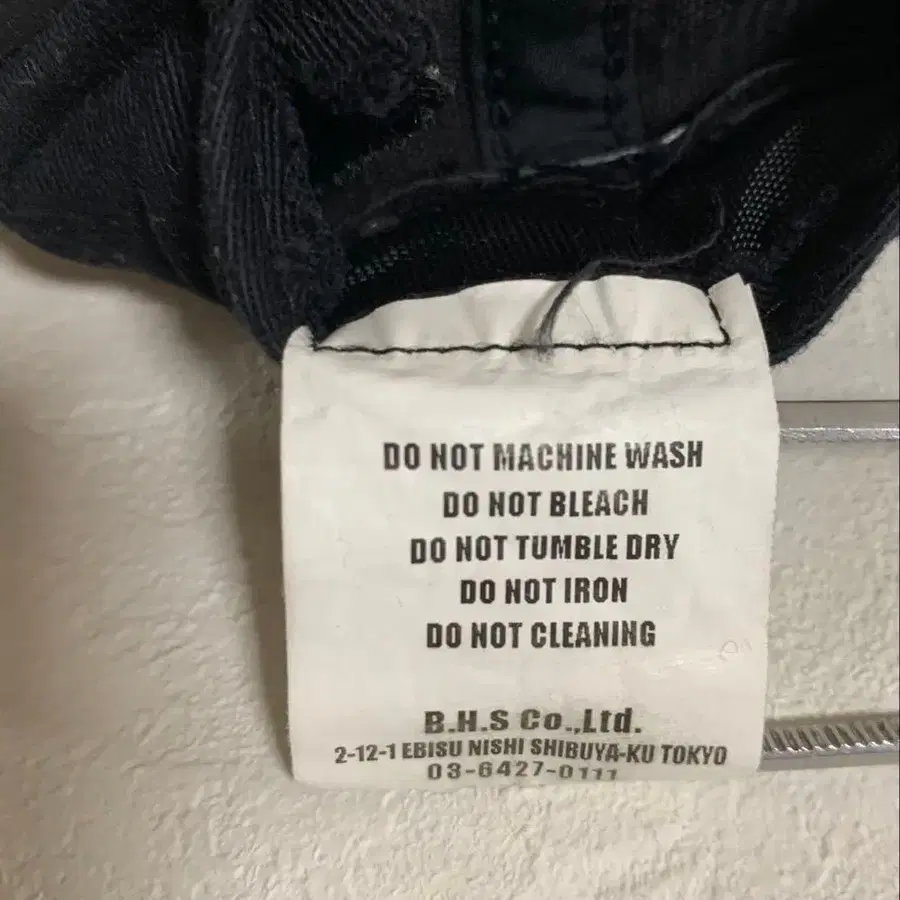 DO NOT MACHINE WASH
DO NOT BLEACH
DO NOT TUMBLE DRY
DO NOT IRON
DO NOT CLEANING
B.H.S Co.,Ltd.
2-12-1 EBISU NISHI SHIBUYA-KU TOKYO
03-6427-0111